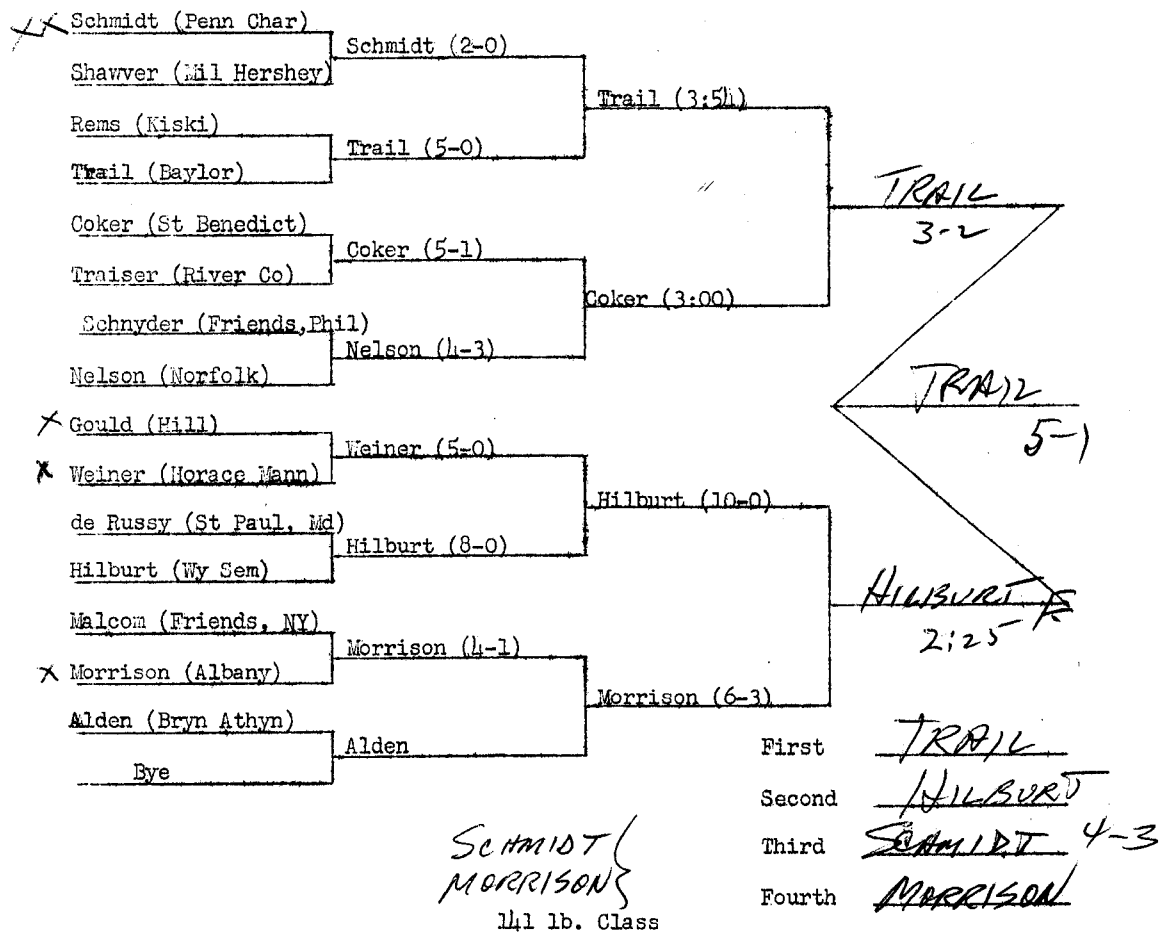 Schmidt (Penn Char)
Schmidt (2-0)
Shawver (Mil Hershey)
Trail (3:54)
Rems (Kiski)
Trail (5-0)
Trail (Baylor)
TRAIL
3-2
Coker (St Benedict)
Coker (5-1)
Traiser (River Co)
Coker (3:00)
Schnyder (Friends,Phil)
Nelson (4-3)
Nelson (Norfolk)
TRAIL
5-1
Gould (Hill)
Weiner (5-0)
Weiner (Horace Mann)
Hilburt (10-0)
de Russy (St Paul, Md)
Hilburt (8-0)
Hilburt (Wy Sem)
HILBURT
2:25
Malcom (Friends, NY)
Morrison (4-1)
Morrison (Albany)
Morrison (6-3)
Alden (Bryn Athyn)
Alden
Bye
First TRAIL
Second HILBURT
Third SCHMIDT 4-3
Fourth MORRISON
SCHMIDT
MORRISON
141 lb. Class